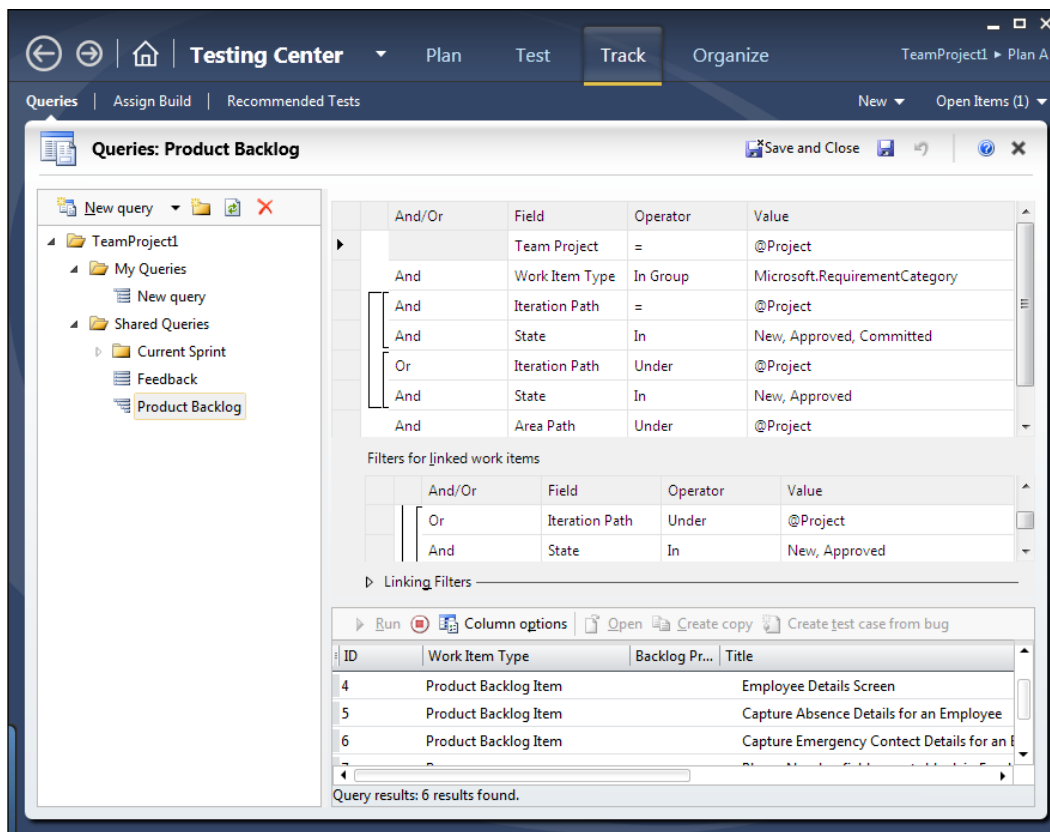 Testing Center Plan Test Track Organize TeamProject1 ▸ Plan A
Queries | Assign Build | Recommended Tests New Open Items (1)
Queries: Product Backlog Save and Close
New query
TeamProject1
My Queries
New query
Shared Queries
Current Sprint
Feedback
Product Backlog
And/Or Field Operator Value
Team Project = @Project
And Work Item Type In Group Microsoft.RequirementCategory
And Iteration Path = @Project
And State In New, Approved, Committed
Or Iteration Path Under @Project
And State In New, Approved
And Area Path Under @Project
Filters for linked work items
And/Or Field Operator Value
Or Iteration Path Under @Project
And State In New, Approved
Linking Filters
Run Column options Open Create copy Create test case from bug
ID Work Item Type Backlog Pr... Title
4 Product Backlog Item Employee Details Screen
5 Product Backlog Item Capture Absence Details for an Employee
6 Product Backlog Item Capture Emergency Contect Details for an
Query results: 6 results found.